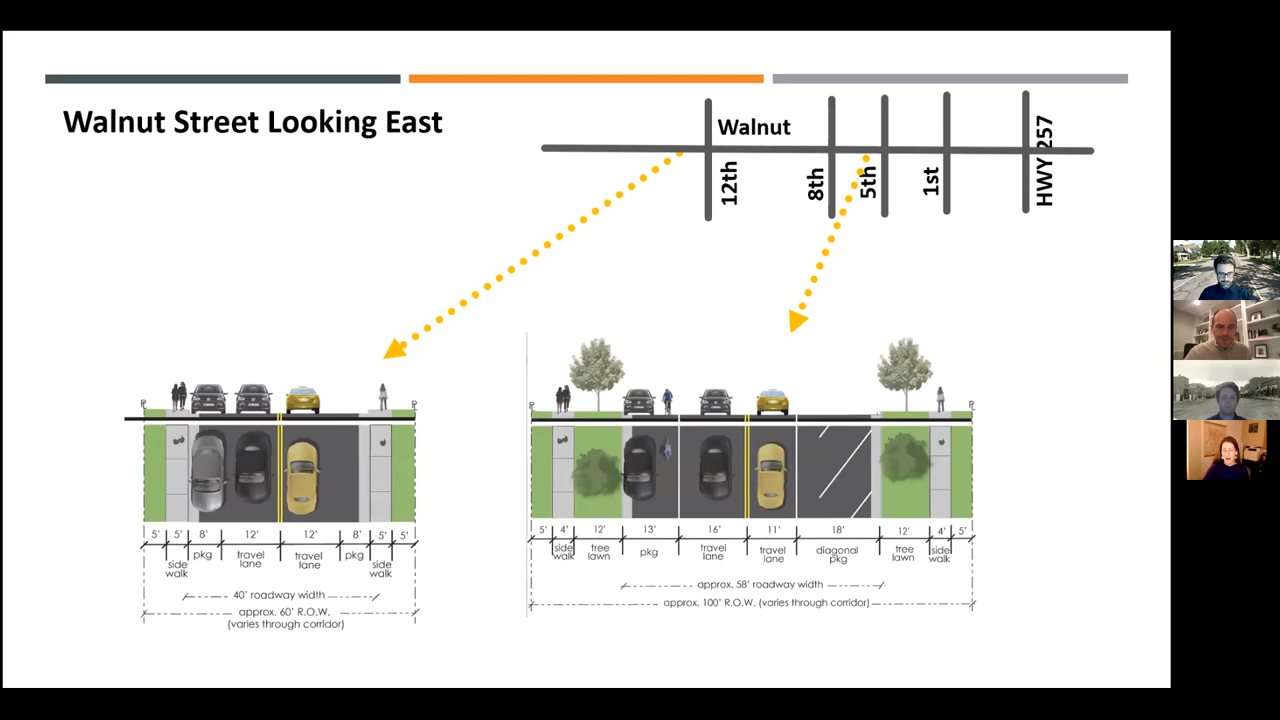 Walnut Street Looking East
Walnut
12th
8th
5th
1st
HWY 257
5' 5' 8' 12' 12' 8' 5' 5'
side walk
pkg
travel lane
travel lane
pkg
side walk
40' roadway width
approx. 60' R.O.W.
(varies through corridor)
5' 4' 12' 13' 16' 11' 18' 12' 4' 5'
side walk
tree lawn
pkg
travel lane
travel lane
diagonal pkg
tree lawn
side walk
approx. 58' roadway width
approx. 100' R.O.W. (varies through corridor)